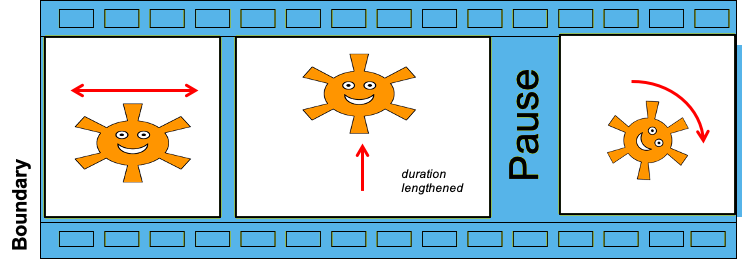 Boundary
duration
lengthened
Pause